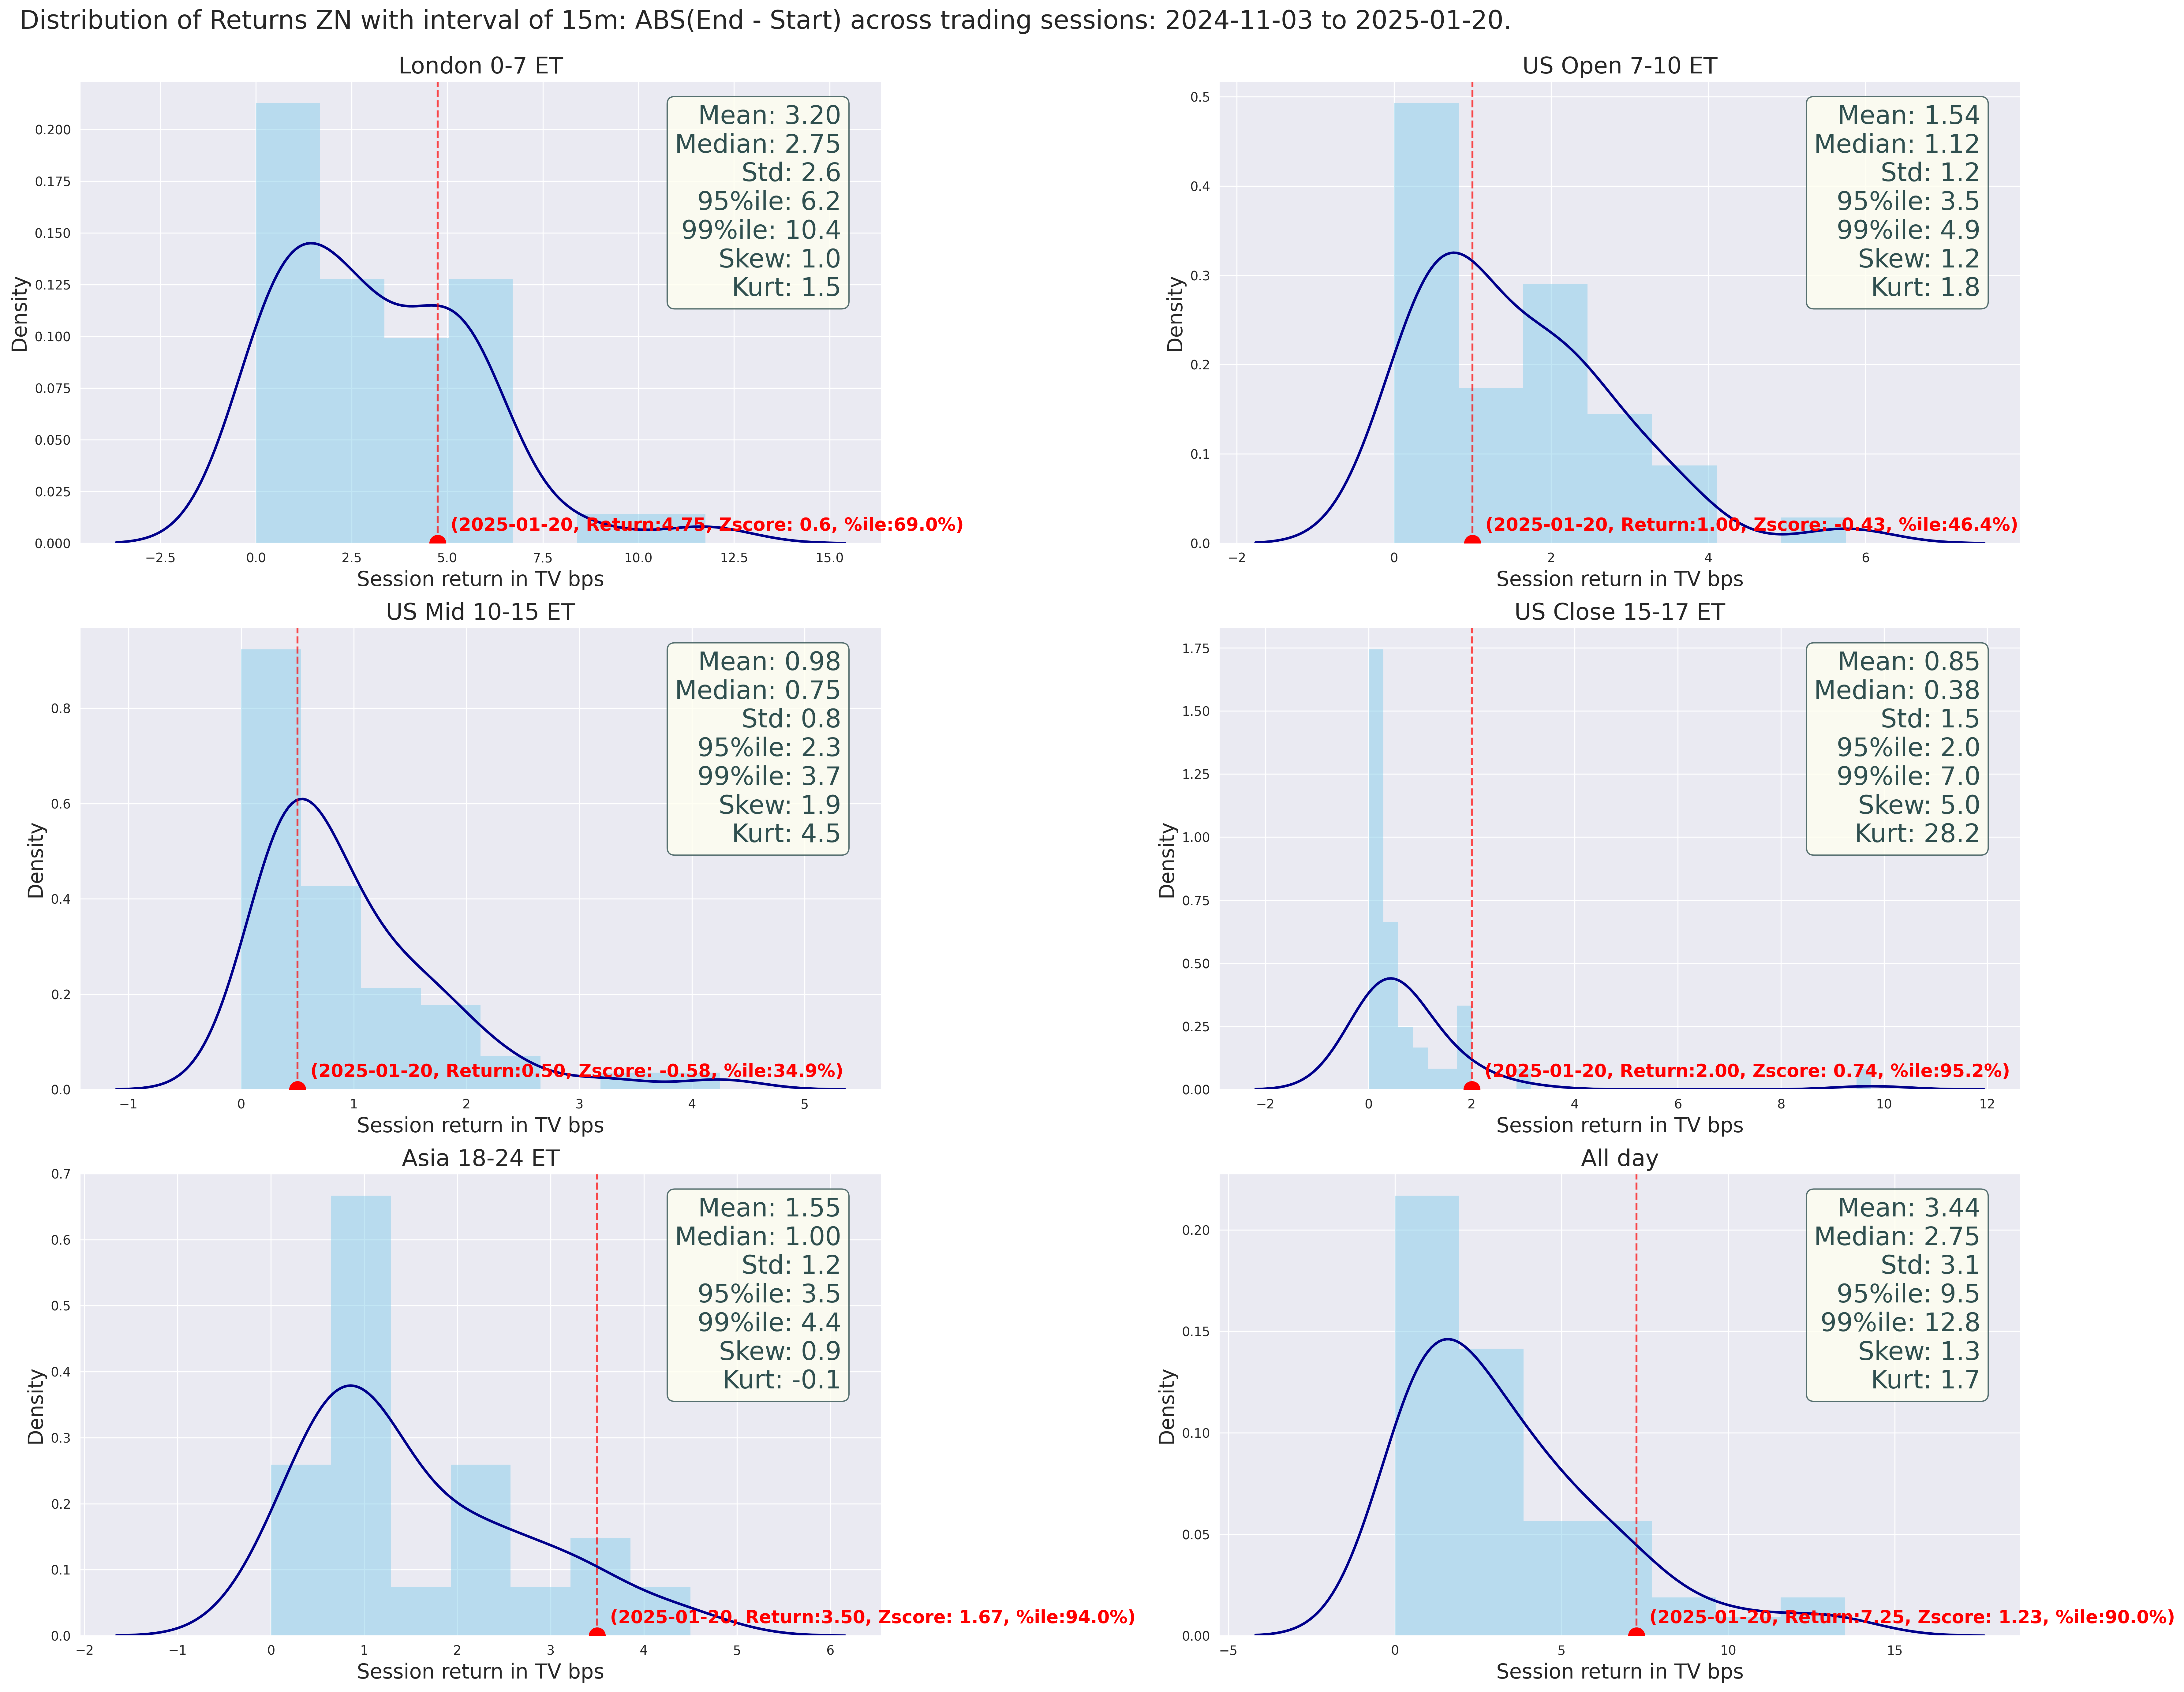 Distribution of Returns ZN with interval of 15m: ABS(End - Start) across trading sessions: 2024-11-03 to 2025-01-20.
London 0-7 ET
Mean: 3.20
Median: 2.75
Std: 2.6
95%ile: 6.2
99%ile: 10.4
Skew: 1.0
Kurt: 1.5
0.200
0.175
0.150
0.125
0.100
0.075
0.050
0.025
0.000
Density
(2025-01-20, Return:4.75, Zscore: 0.6, %ile:69.0%)
−2.5 0.0 2.5 5.0 7.5 10.0 12.5 15.0
Session return in TV bps
US Open 7-10 ET
Mean: 1.54
Median: 1.12
Std: 1.2
95%ile: 3.5
99%ile: 4.9
Skew: 1.2
Kurt: 1.8
0.5
0.4
0.3
0.2
0.1
0.0
Density
(2025-01-20, Return:1.00, Zscore: -0.43, %ile:46.4%)
−2 0 2 4 6
Session return in TV bps
US Mid 10-15 ET
Mean: 0.98
Median: 0.75
Std: 0.8
95%ile: 2.3
99%ile: 3.7
Skew: 1.9
Kurt: 4.5
0.8
0.6
0.4
0.2
0.0
Density
(2025-01-20, Return:0.50, Zscore: -0.58, %ile:34.9%)
−1 0 1 2 3 4 5
Session return in TV bps
US Close 15-17 ET
Mean: 0.85
Median: 0.38
Std: 1.5
95%ile: 2.0
99%ile: 7.0
Skew: 5.0
Kurt: 28.2
1.75
1.50
1.25
1.00
0.75
0.50
0.25
0.00
Density
(2025-01-20, Return:2.00, Zscore: 0.74, %ile:95.2%)
−2 0 2 4 6 8 10 12
Session return in TV bps
Asia 18-24 ET
Mean: 1.55
Median: 1.00
Std: 1.2
95%ile: 3.5
99%ile: 4.4
Skew: 0.9
Kurt: -0.1
0.7
0.6
0.5
0.4
0.3
0.2
0.1
0.0
Density
(2025-01-20, Return:3.50, Zscore: 1.67, %ile:94.0%)
−2 −1 0 1 2 3 4 5 6
Session return in TV bps
All day
Mean: 3.44
Median: 2.75
Std: 3.1
95%ile: 9.5
99%ile: 12.8
Skew: 1.3
Kurt: 1.7
0.20
0.15
0.10
0.05
0.00
Density
(2025-01-20, Return:7.25, Zscore: 1.23, %ile:90.0%)
−5 0 5 10 15
Session return in TV bps